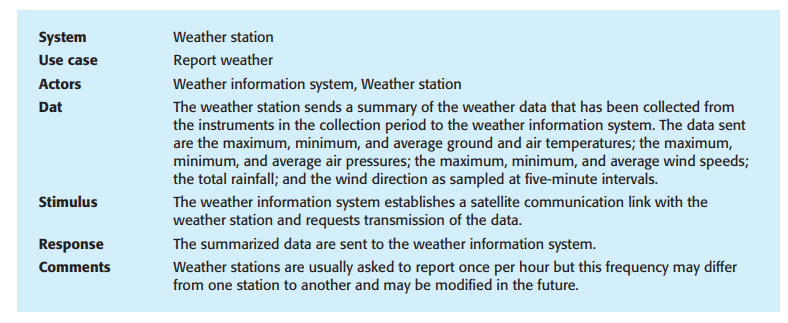 System Weather station
Use case Report weather
Actors Weather information system, Weather station
Dat The weather station sends a summary of the weather data that has been collected from
the instruments in the collection period to the weather information system. The data sent
are the maximum, minimum, and average ground and air temperatures; the maximum,
minimum, and average air pressures; the maximum, minimum, and average wind speeds;
the total rainfall; and the wind direction as sampled at five-minute intervals.
Stimulus The weather information system establishes a satellite communication link with the
weather station and requests transmission of the data.
Response The summarized data are sent to the weather information system.
Comments Weather stations are usually asked to report once per hour but this frequency may differ
from one station to another and may be modified in the future.